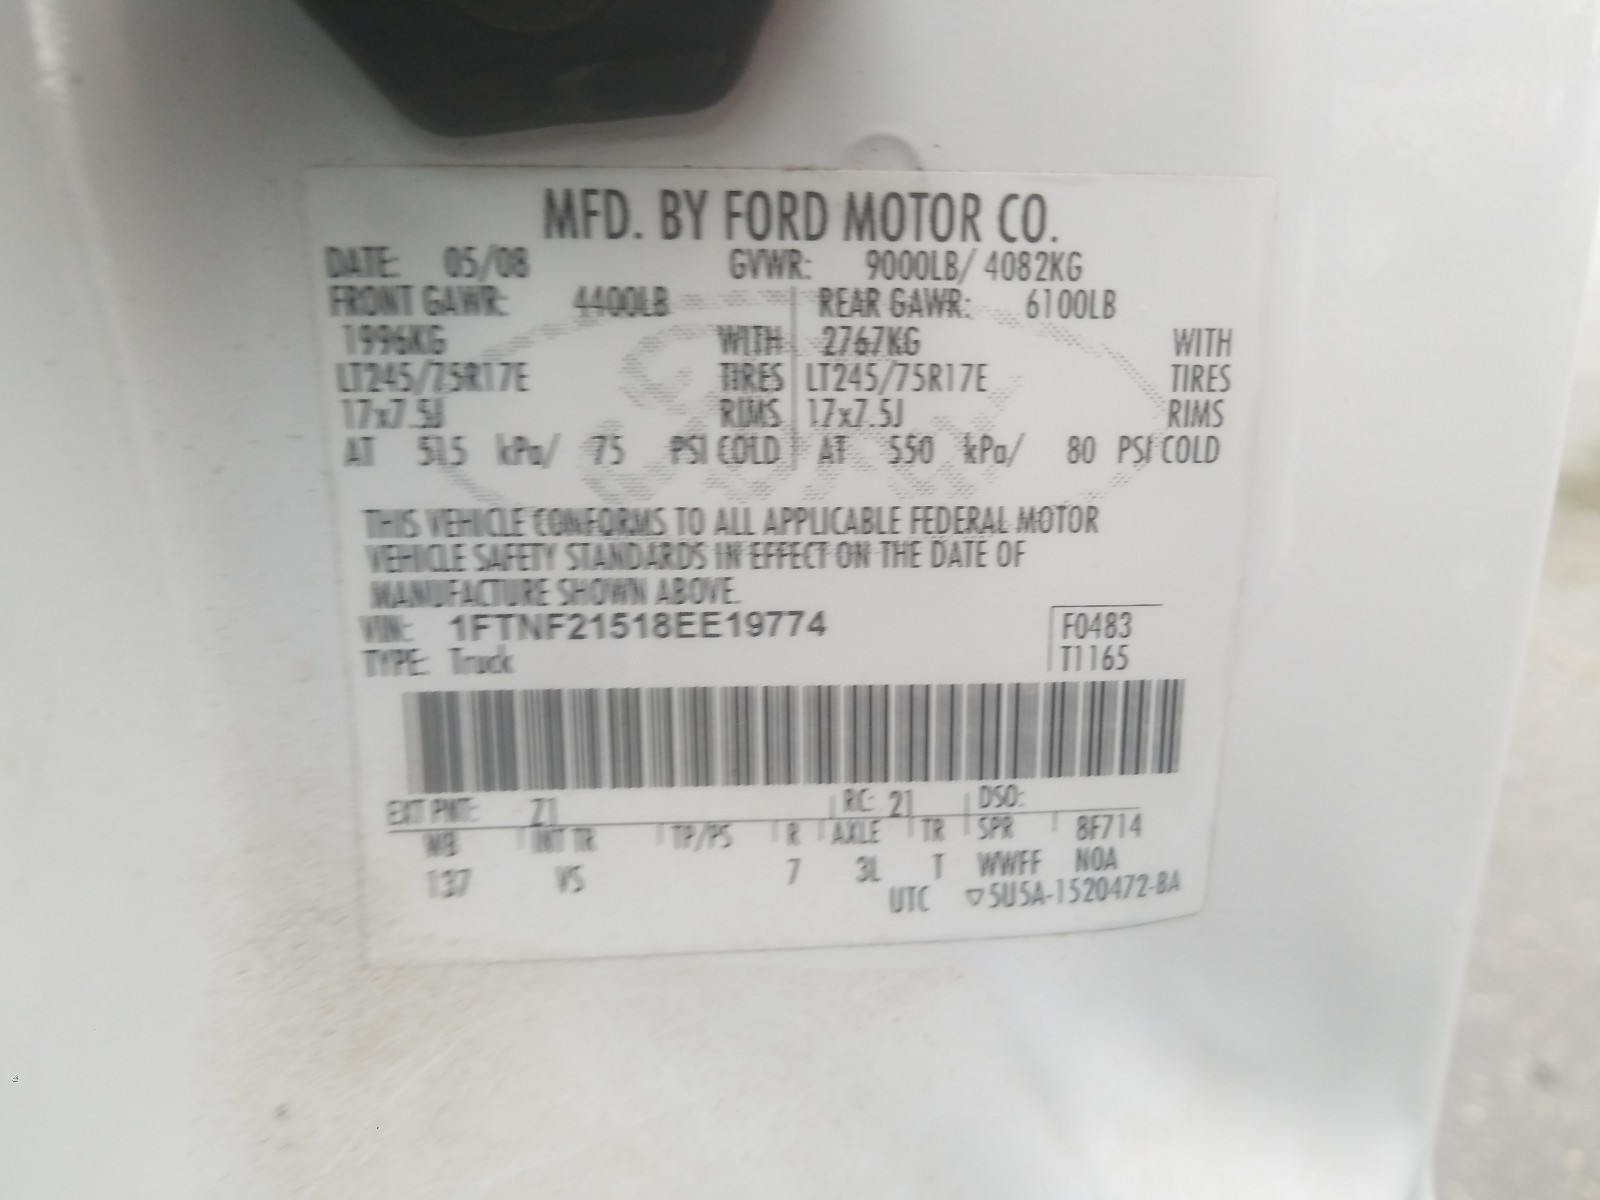 MFD. BY FORD MOTOR CO.
DATE: 05/08 GVWR: 9000LB/ 4082KG
FRONT GAWR: 4400LB REAR GAWR: 6100LB
1996KG WITH 2767KG WITH
LT245/75R17E TIRES LT245/75R17E TIRES
17x7.5J RIMS 17x7.5J RIMS
AT 515 kPa/ 75 PSI COLD AT 550 kPa/ 80 PSI COLD
THIS VEHICLE CONFORMS TO ALL APPLICABLE FEDERAL MOTOR
VEHICLE SAFETY STANDARDS IN EFFECT ON THE DATE OF
MANUFACTURE SHOWN ABOVE.
VIN: 1FTNF21518EE19774 F0483
TYPE: Truck T1165
EXT PNT: Z1 RC: 21 DSO:
WB INT TR TP/PS R AXLE TR SPR 8F714
137 VS 7 3L T WWFF NOA
UTC ▽5U5A-1520472-BA